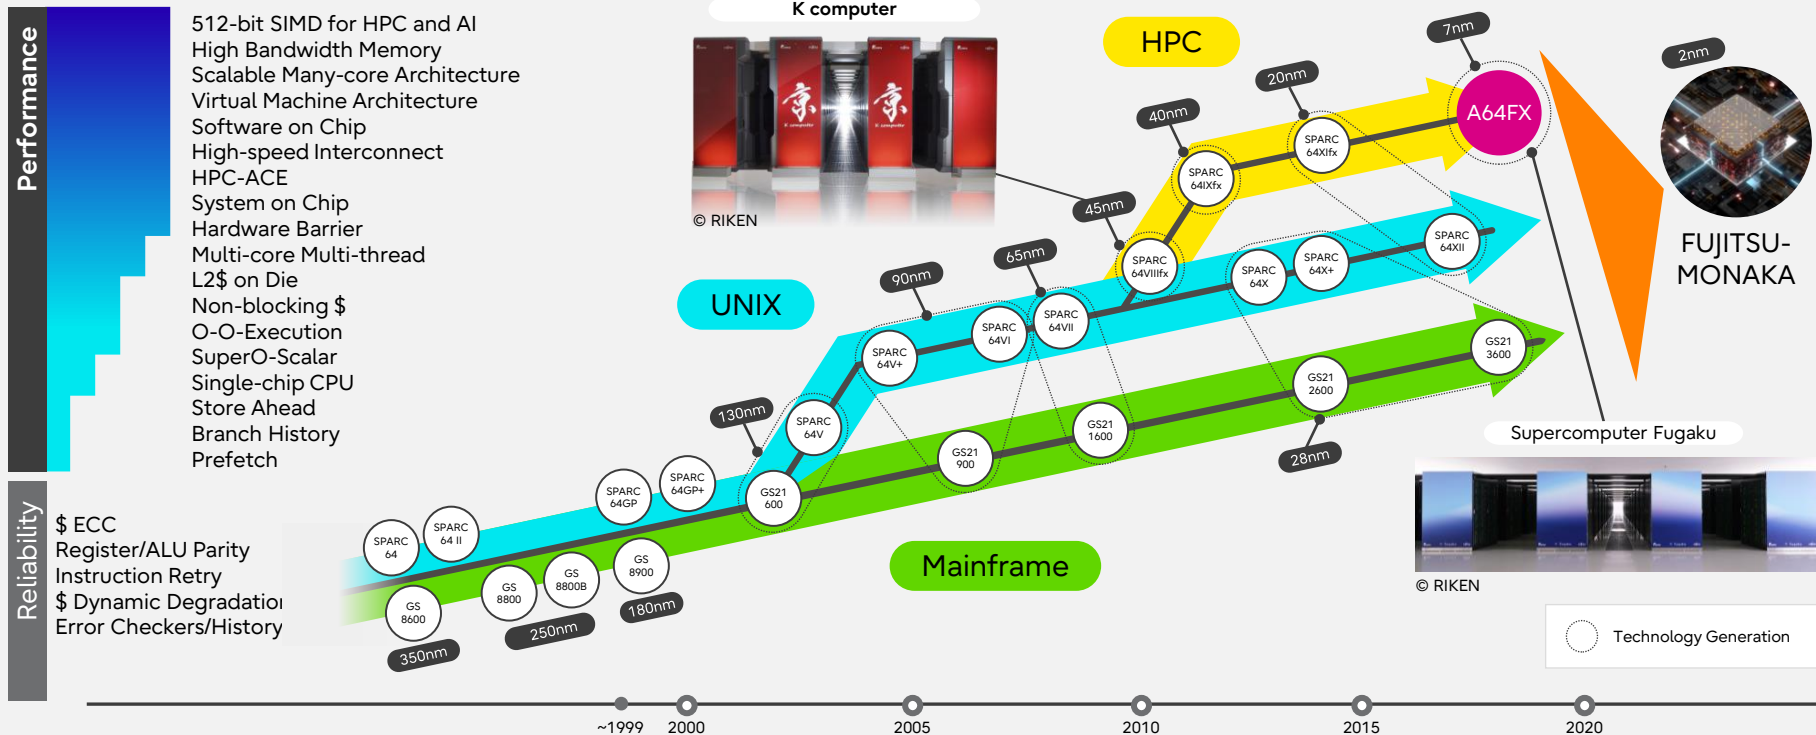 Performance
512-bit SIMD for HPC and AI
High Bandwidth Memory
Scalable Many-core Architecture
Virtual Machine Architecture
Software on Chip
High-speed Interconnect
HPC-ACE
System on Chip
Hardware Barrier
Multi-core Multi-thread
L2$ on Die
Non-blocking $
O-O-Execution
SuperO-Scalar
Single-chip CPU
Store Ahead
Branch History
Prefetch
Reliability
$ ECC
Register/ALU Parity
Instruction Retry
$ Dynamic Degradation
Error Checkers/History
K computer
京
K computer
京
K computer
© RIKEN
HPC
UNIX
Mainframe
7nm
2nm
20nm
40nm
45nm
65nm
90nm
130nm
28nm
180nm
250nm
350nm
A64FX
SPARC
64XIfx
SPARC
64IXfx
SPARC
64VIIIfx
SPARC
64XII
SPARC
64X+
SPARC
64X
SPARC
64VII
SPARC
64VI
SPARC
64V+
SPARC
64V
SPARC
64GP+
SPARC
64GP
SPARC
64 II
SPARC
64
GS21
3600
GS21
2600
GS21
1600
GS21
900
GS21
600
GS
8900
GS
8800B
GS
8800
GS
8600
FUJITSU-
MONAKA
Supercomputer Fugaku
© RIKEN
Technology Generation
~1999
2000
2005
2010
2015
2020